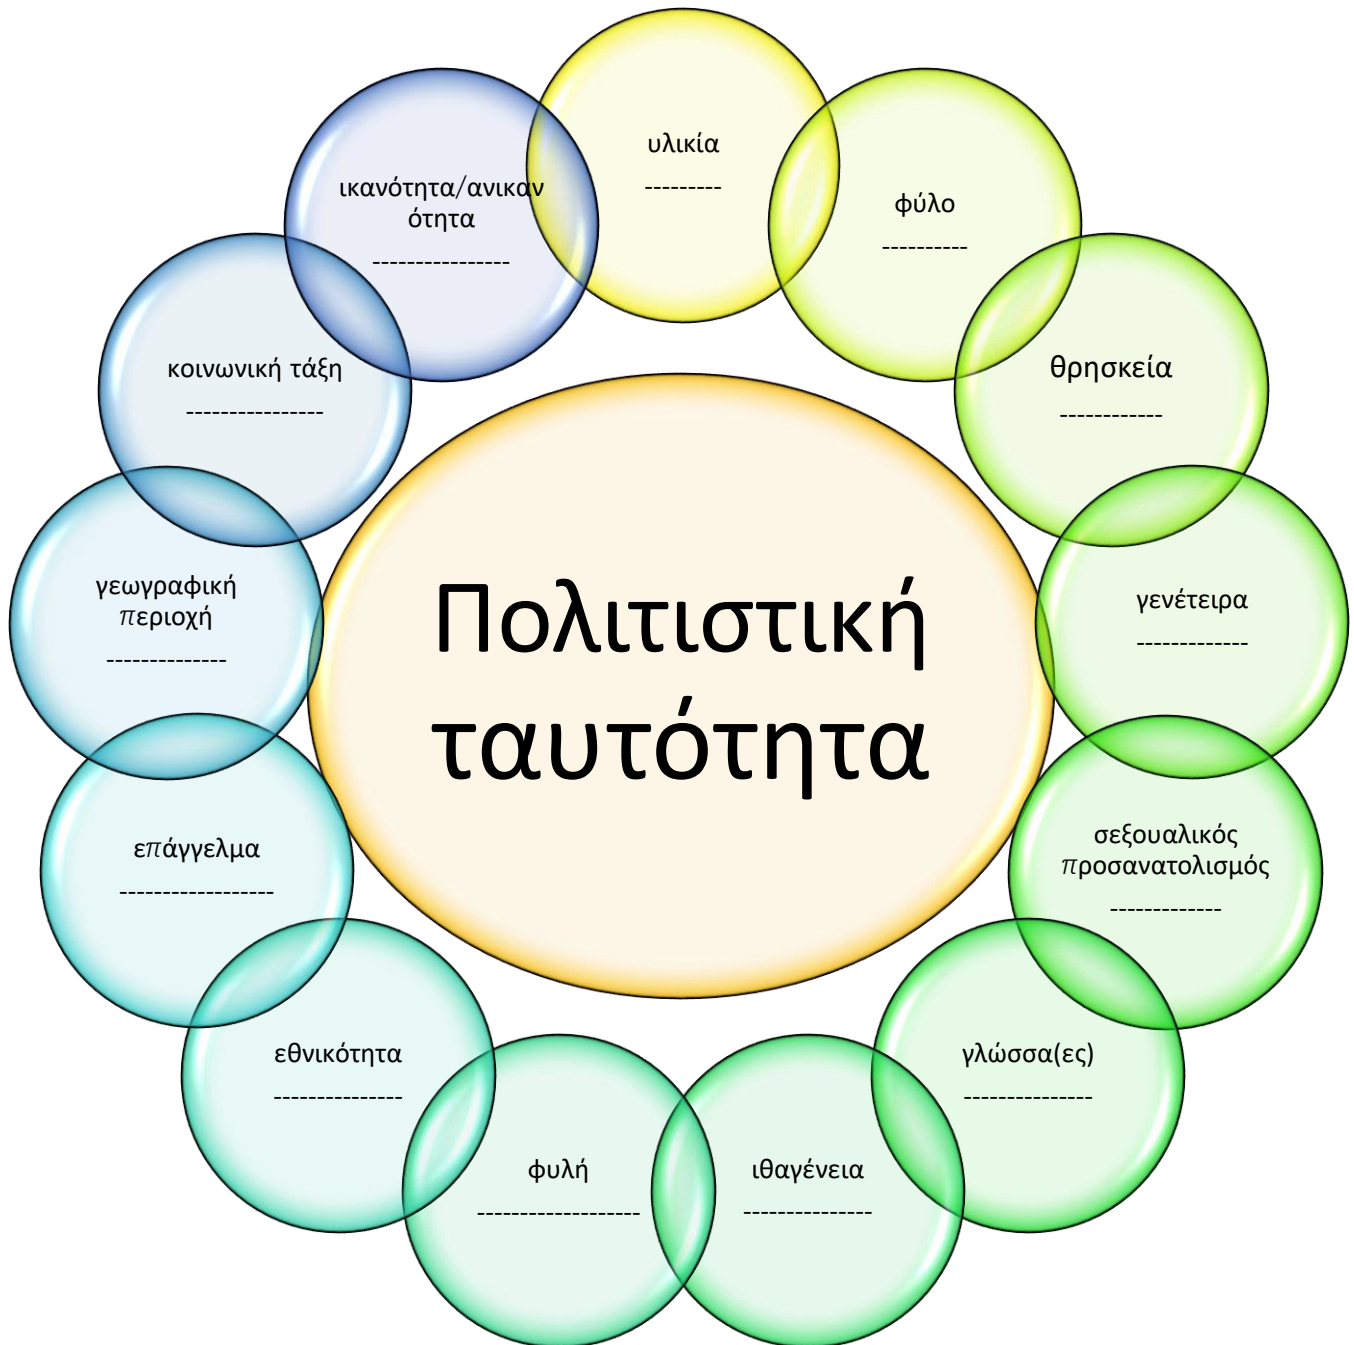 υλικία
---------
φύλο
----------
θρησκεία
------------
γενέτειρα
-------------
σεξουαλικός
προσανατολισμός
-------------
γλώσσα(ες)
---------------
ιθαγένεια
---------------
φυλή
-------------------
εθνικότητα
---------------
επάγγελμα
------------------
γεωγραφική
περιοχή
--------------
κοινωνική τάξη
----------------
ικανότητα/ανικαν
ότητα
----------------
Πολιτιστική
ταυτότητα